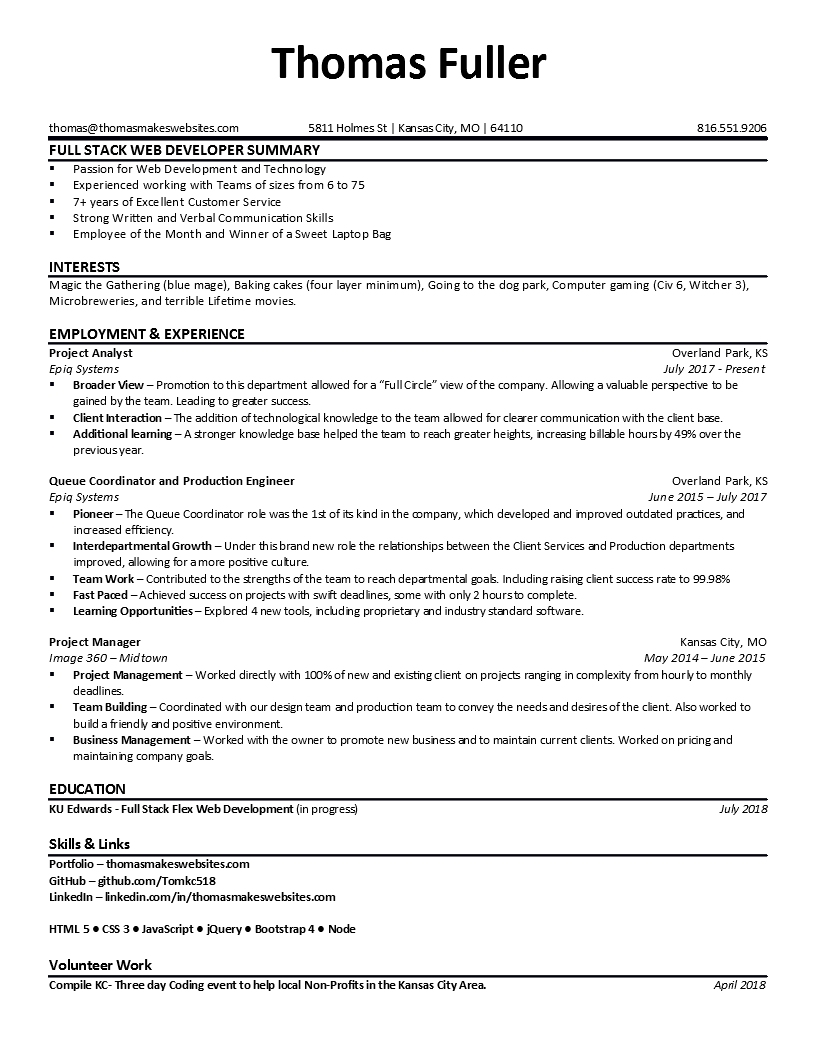 Thomas Fuller
thomas@thomasmakeswebsites.com 5811 Holmes St | Kansas City, MO | 64110 816.551.9206
FULL STACK WEB DEVELOPER SUMMARY
▪ Passion for Web Development and Technology
▪ Experienced working with Teams of sizes from 6 to 75
▪ 7+ years of Excellent Customer Service
▪ Strong Written and Verbal Communication Skills
▪ Employee of the Month and Winner of a Sweet Laptop Bag
INTERESTS
Magic the Gathering (blue mage), Baking cakes (four layer minimum), Going to the dog park, Computer gaming (Civ 6, Witcher 3),
Microbreweries, and terrible Lifetime movies.
EMPLOYMENT & EXPERIENCE
Project Analyst Overland Park, KS
Epiq Systems July 2017 - Present
▪ Broader View – Promotion to this department allowed for a “Full Circle” view of the company. Allowing a valuable perspective to be
gained by the team. Leading to greater success.
▪ Client Interaction – The addition of technological knowledge to the team allowed for clearer communication with the client base.
▪ Additional learning – A stronger knowledge base helped the team to reach greater heights, increasing billable hours by 49% over the
previous year.
Queue Coordinator and Production Engineer Overland Park, KS
Epiq Systems June 2015 – July 2017
▪ Pioneer – The Queue Coordinator role was the 1st of its kind in the company, which developed and improved outdated practices, and
increased efficiency.
▪ Interdepartmental Growth – Under this brand new role the relationships between the Client Services and Production departments
improved, allowing for a more positive culture.
▪ Team Work – Contributed to the strengths of the team to reach departmental goals. Including raising client success rate to 99.98%
▪ Fast Paced – Achieved success on projects with swift deadlines, some with only 2 hours to complete.
▪ Learning Opportunities – Explored 4 new tools, including proprietary and industry standard software.
Project Manager Kansas City, MO
Image 360 – Midtown May 2014 – June 2015
▪ Project Management – Worked directly with 100% of new and existing client on projects ranging in complexity from hourly to monthly
deadlines.
▪ Team Building – Coordinated with our design team and production team to convey the needs and desires of the client. Also worked to
build a friendly and positive environment.
▪ Business Management – Worked with the owner to promote new business and to maintain current clients. Worked on pricing and
maintaining company goals.
EDUCATION
KU Edwards - Full Stack Flex Web Development (in progress) July 2018
Skills & Links
Portfolio – thomasmakeswebsites.com
GitHub – github.com/Tomkc518
LinkedIn – linkedin.com/in/thomasmakeswebsites.com
HTML 5 ● CSS 3 ● JavaScript ● jQuery ● Bootstrap 4 ● Node
Volunteer Work
Compile KC- Three day Coding event to help local Non-Profits in the Kansas City Area. April 2018